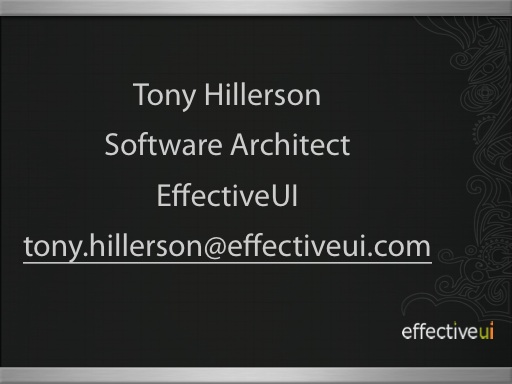 Tony Hillerson
Software Architect
EffectiveUI
tony.hillerson@effectiveui.com
effectiveui